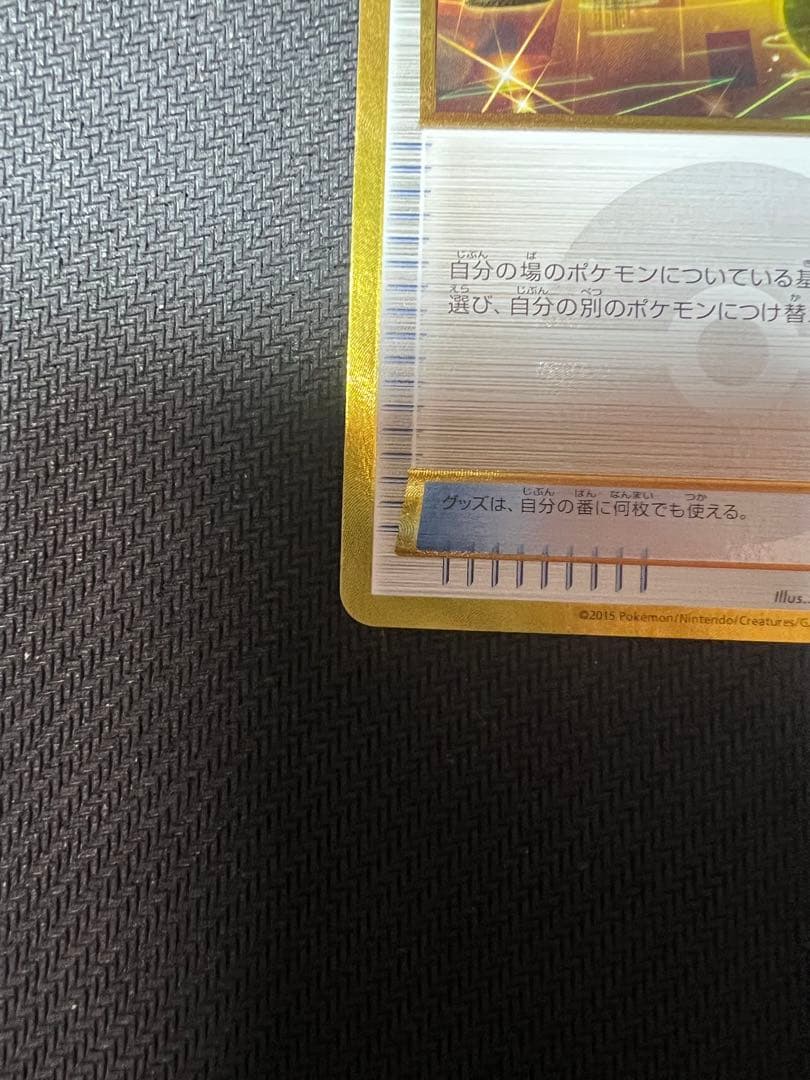 自分の場のポケモンについている基
選び、自分の別のポケモンにつけ替
グッズは、自分の番に何枚でも使える。
Illus.
©2015 Pokémon/Nintendo/Creatures/G